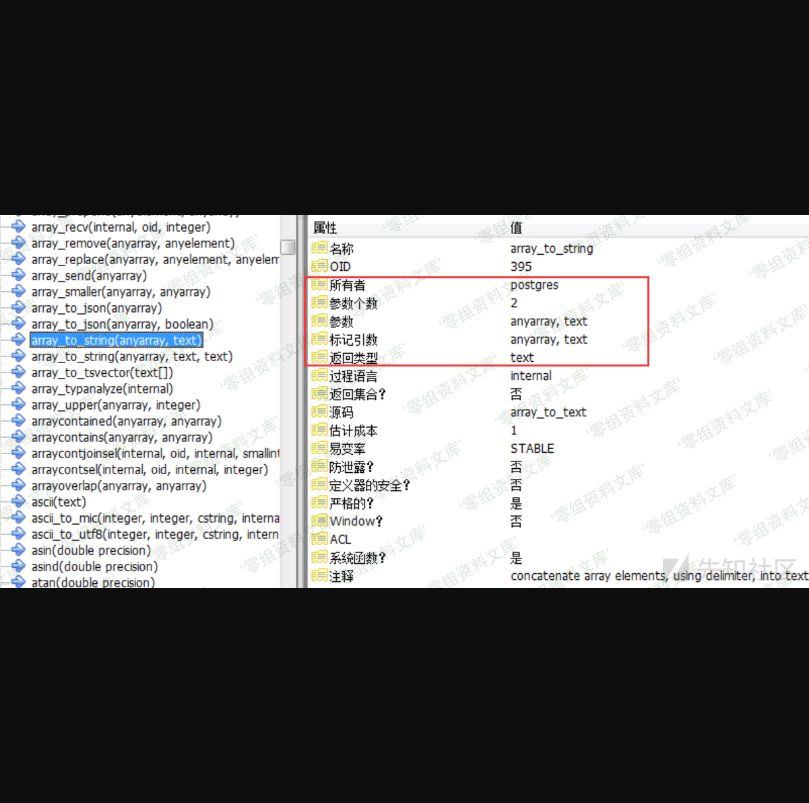 array_recv(internal, oid, integer)
array_remove(anyarray, anyelement)
array_replace(anyarray, anyelement, anyelem
array_send(anyarray)
array_smaller(anyarray, anyarray)
array_to_json(anyarray)
array_to_json(anyarray, boolean)
array_to_string(anyarray, text)
array_to_string(anyarray, text, text)
array_to_tsvector(text[])
array_typanalyze(internal)
array_upper(anyarray, integer)
arraycontained(anyarray, anyarray)
arraycontains(anyarray, anyarray)
arraycontjoinsel(internal, oid, internal, smallint
arraycontsel(internal, oid, internal, integer)
arrayoverlap(anyarray, anyarray)
ascii(text)
ascii_to_mic(integer, integer, cstring, interna
ascii_to_utf8(integer, integer, cstring, intern
asin(double precision)
asind(double precision)
atan(double precision)
属性 值
名称 array_to_string
OID 395
所有者 postgres
参数个数 2
参数 anyarray, text
标记引数 anyarray, text
返回类型 text
过程语言 internal
返回集合? 否
源码 array_to_text
估计成本 1
易变率 STABLE
防泄露? 否
定义器的安全? 否
严格的? 是
Window? 否
ACL
系统函数? 是
注释 concatenate array elements, using delimiter, into text
'零组资料文库'
先知社区